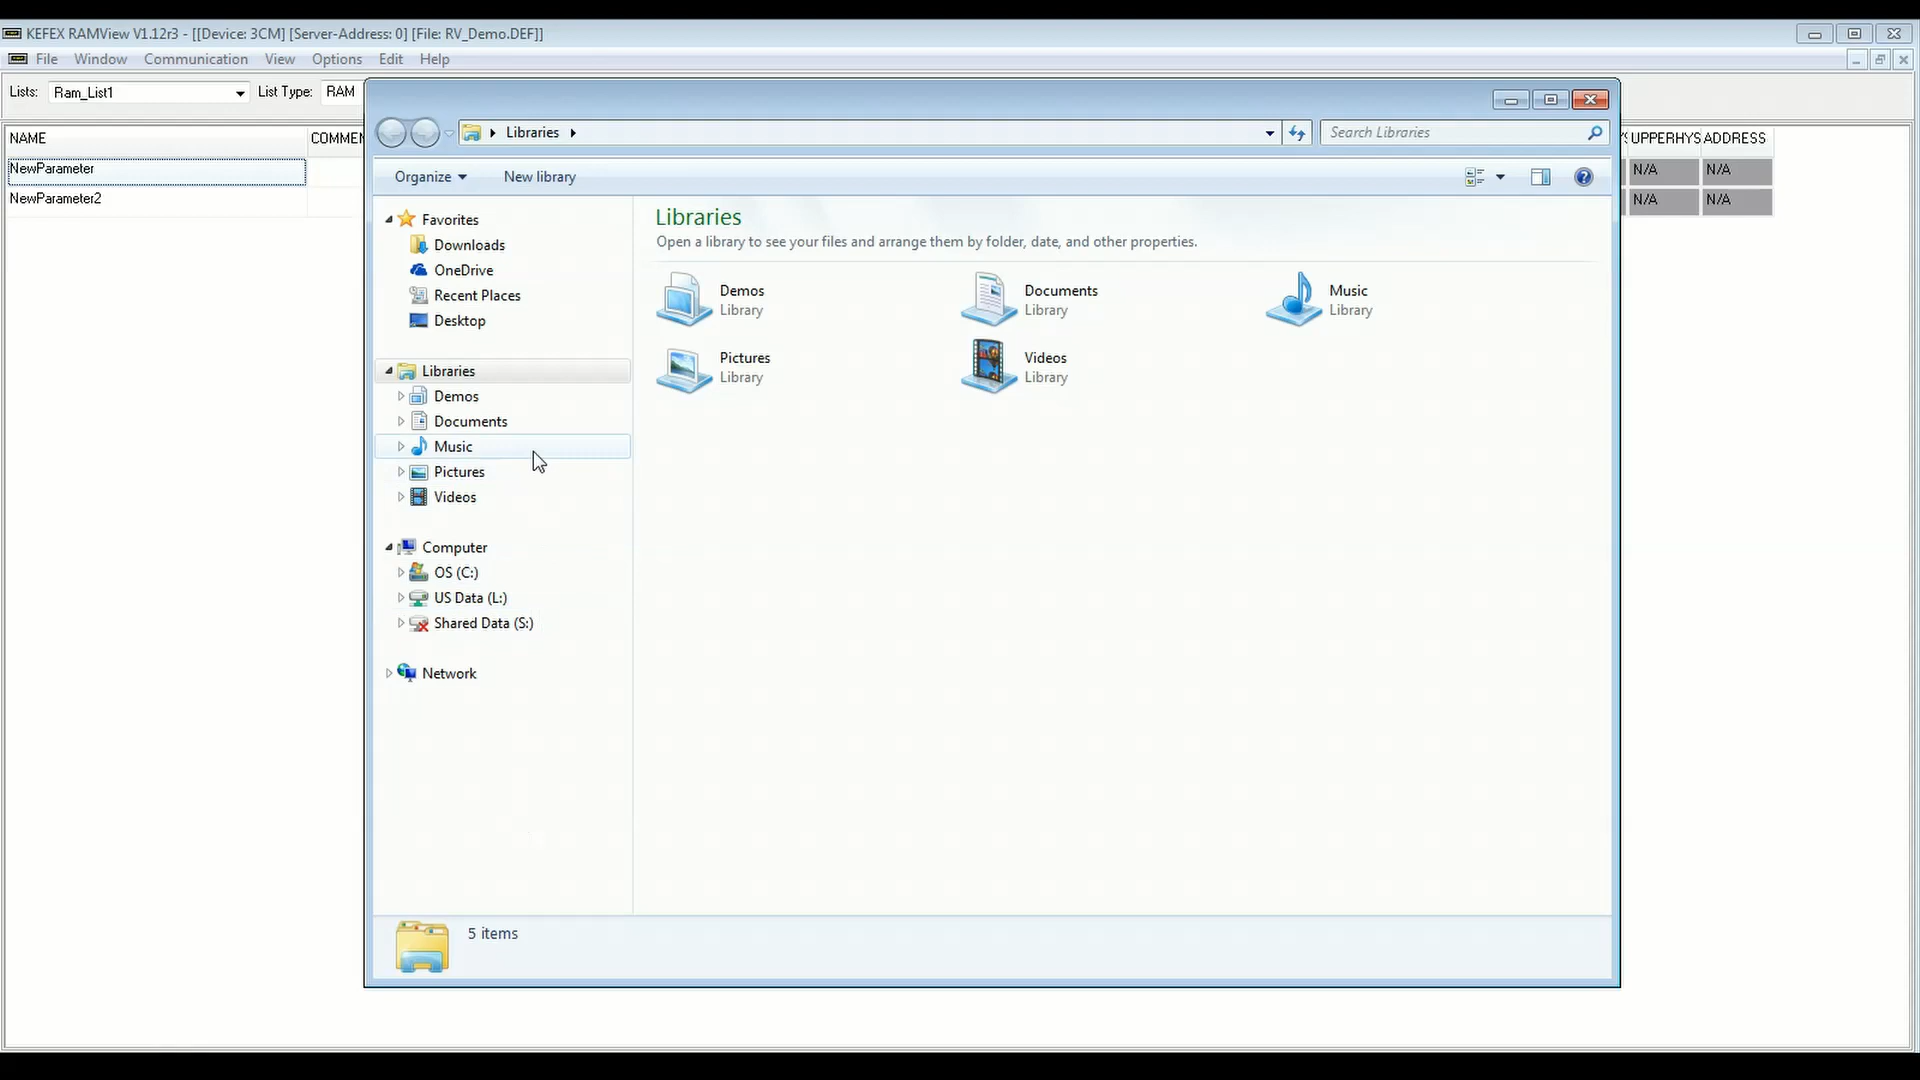 KEFEX RAMView V1.12r3 - [[Device: 3CM] [Server-Address: 0] [File: RV_Demo.DEF]]
File Window Communication View Options Edit Help
Lists: Ram_List1 List Type: RAM
NAME COMMEN UPPERHYS ADDRESS
NewParameter N/A N/A
NewParameter2 N/A N/A
Libraries
Search Libraries
Organize New library
Favorites
Downloads
OneDrive
Recent Places
Desktop
Libraries
Demos
Documents
Music
Pictures
Videos
Computer
OS (C:)
US Data (L:)
Shared Data (S:)
Network
Libraries
Open a library to see your files and arrange them by folder, date, and other properties.
Demos
Library
Documents
Library
Music
Library
Pictures
Library
Videos
Library
5 items